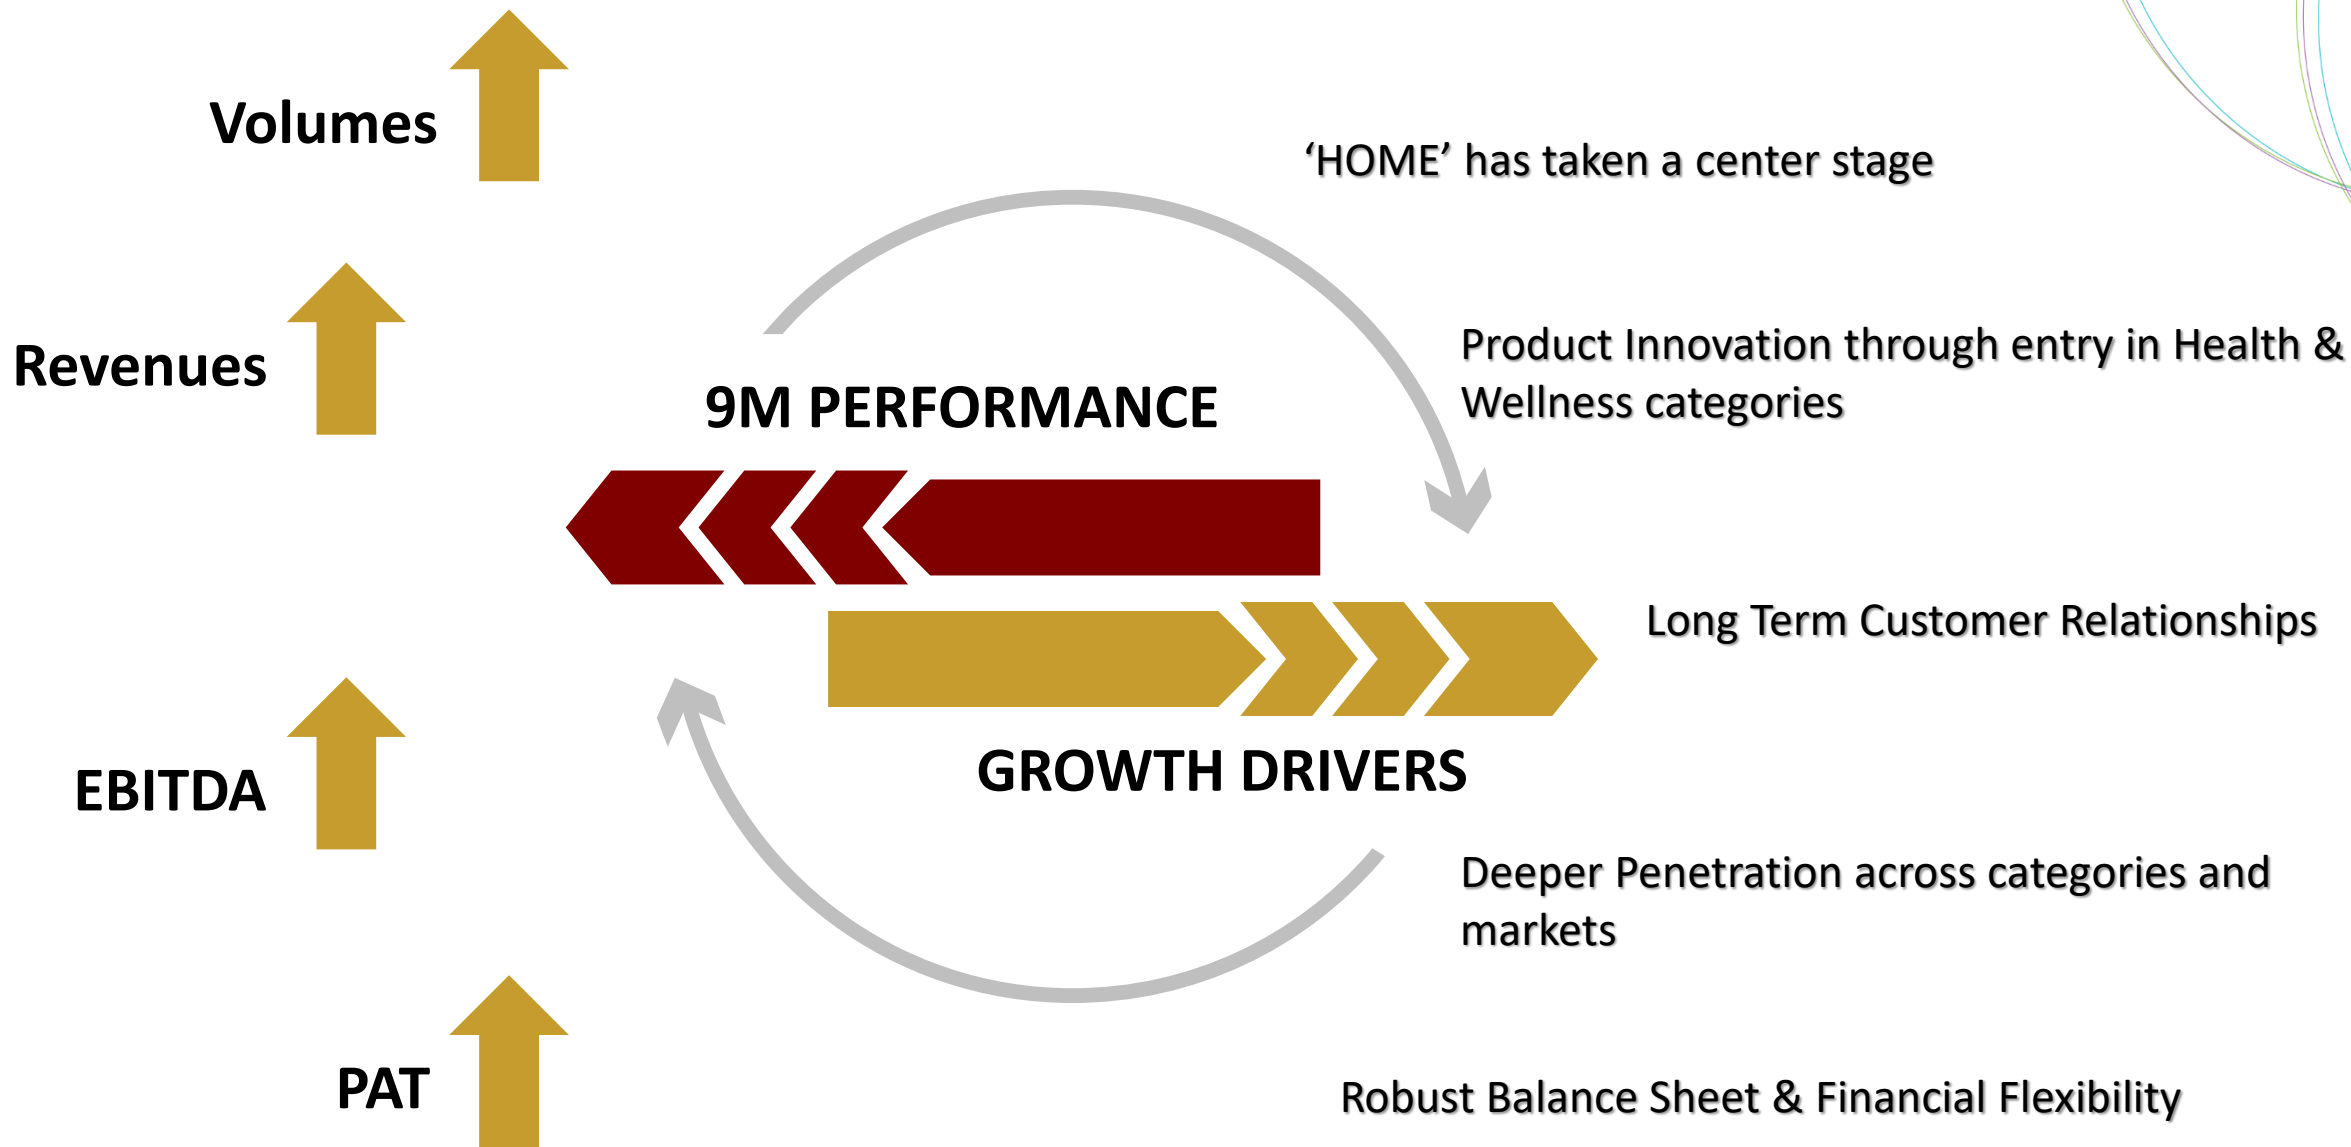 Volumes
Revenues
EBITDA
PAT
9M PERFORMANCE
GROWTH DRIVERS
‘HOME’ has taken a center stage
Product Innovation through entry in Health &
Wellness categories
Long Term Customer Relationships
Deeper Penetration across categories and
markets
Robust Balance Sheet & Financial Flexibility